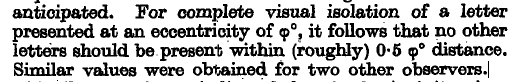 anticipated. For complete visual isolation of a letter
presented at an eccentricity of φ°, it follows that no other
letters should be present within (roughly) 0·5 φ° distance.
Similar values were obtained for two other observers.